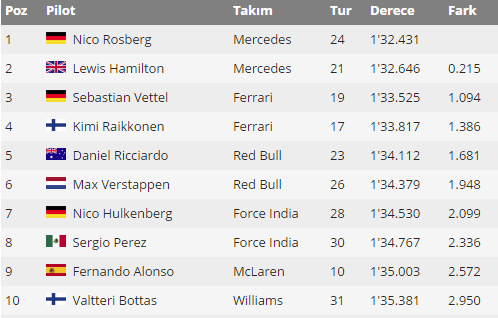 Poz Pilot Takım Tur Derece Fark
1 Nico Rosberg Mercedes 24 1'32.431
2 Lewis Hamilton Mercedes 21 1'32.646 0.215
3 Sebastian Vettel Ferrari 19 1'33.525 1.094
4 Kimi Raikkonen Ferrari 17 1'33.817 1.386
5 Daniel Ricciardo Red Bull 23 1'34.112 1.681
6 Max Verstappen Red Bull 26 1'34.379 1.948
7 Nico Hulkenberg Force India 28 1'34.530 2.099
8 Sergio Perez Force India 30 1'34.767 2.336
9 Fernando Alonso McLaren 10 1'35.003 2.572
10 Valtteri Bottas Williams 31 1'35.381 2.950